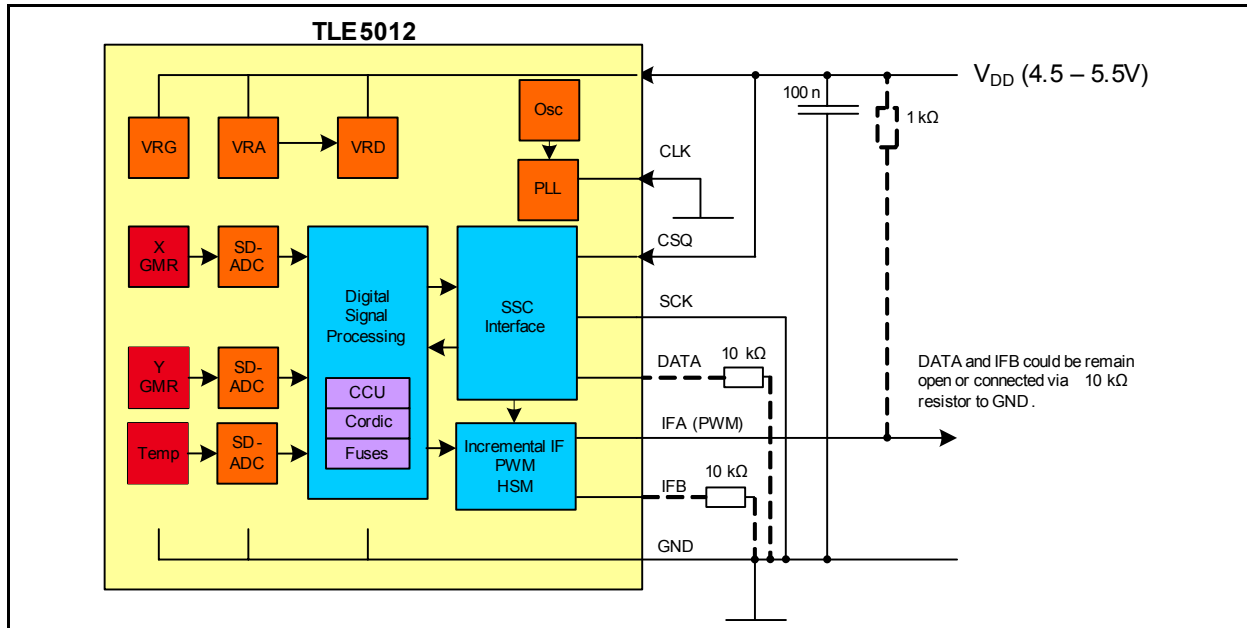 TLE5012
V_DD (4.5 – 5.5V)
100 n
1 kΩ
Osc
VRG
VRA
VRD
CLK
PLL
CSQ
X
GMR
SD-
ADC
Digital
Signal
Processing
SSC
Interface
SCK
DATA
10 kΩ
DATA and IFB could be remain
open or connected via 10 kΩ
resistor to GND.
Y
GMR
SD-
ADC
CCU
Cordic
Fuses
IFA (PWM)
Temp
SD-
ADC
Incremental IF
PWM
HSM
10 kΩ
IFB
GND